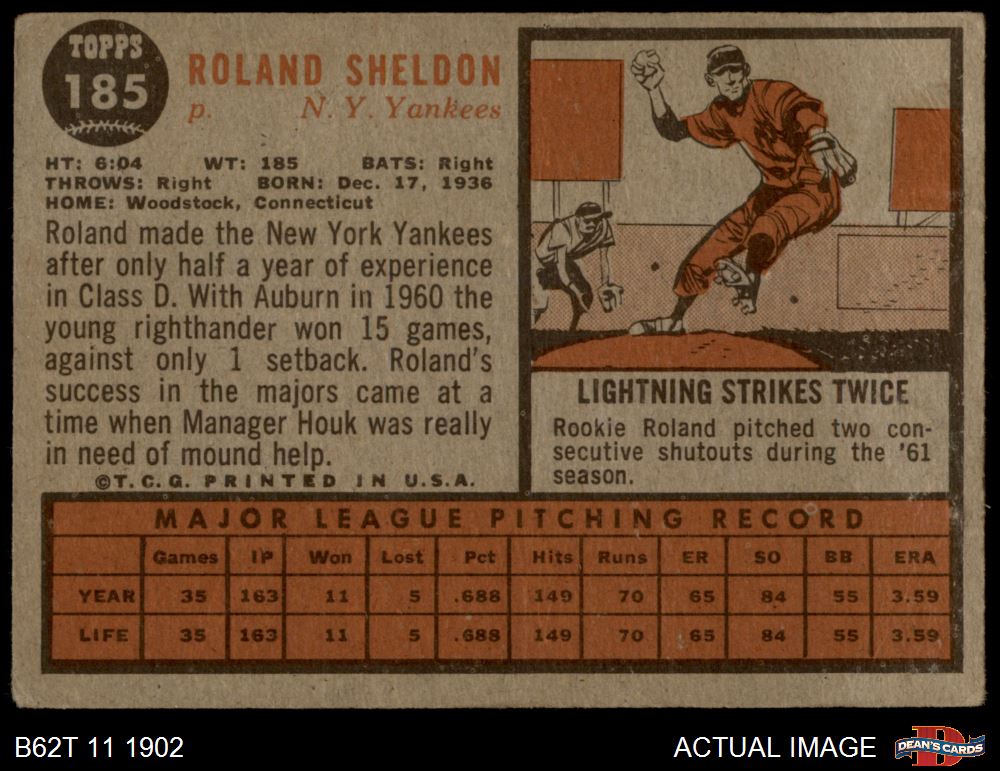 TOPPS
185
ROLAND SHELDON
p. N. Y. Yankees
HT: 6:04 WT: 185 BATS: Right
THROWS: Right BORN: Dec. 17, 1936
HOME: Woodstock, Connecticut
Roland made the New York Yankees
after only half a year of experience
in Class D. With Auburn in 1960 the
young righthander won 15 games,
against only 1 setback. Roland's
success in the majors came at a
time when Manager Houk was really
in need of mound help.
©T.C.G. PRINTED IN U.S.A.
LIGHTNING STRIKES TWICE
Rookie Roland pitched two con-
secutive shutouts during the '61
season.
MAJOR LEAGUE PITCHING RECORD
Games IP Won Lost Pct Hits Runs ER SO BB ERA
YEAR 35 163 11 5 .688 149 70 65 84 55 3.59
LIFE 35 163 11 5 .688 149 70 65 84 55 3.59
B62T 11 1902
ACTUAL IMAGE
D
DEAN'S CARDS